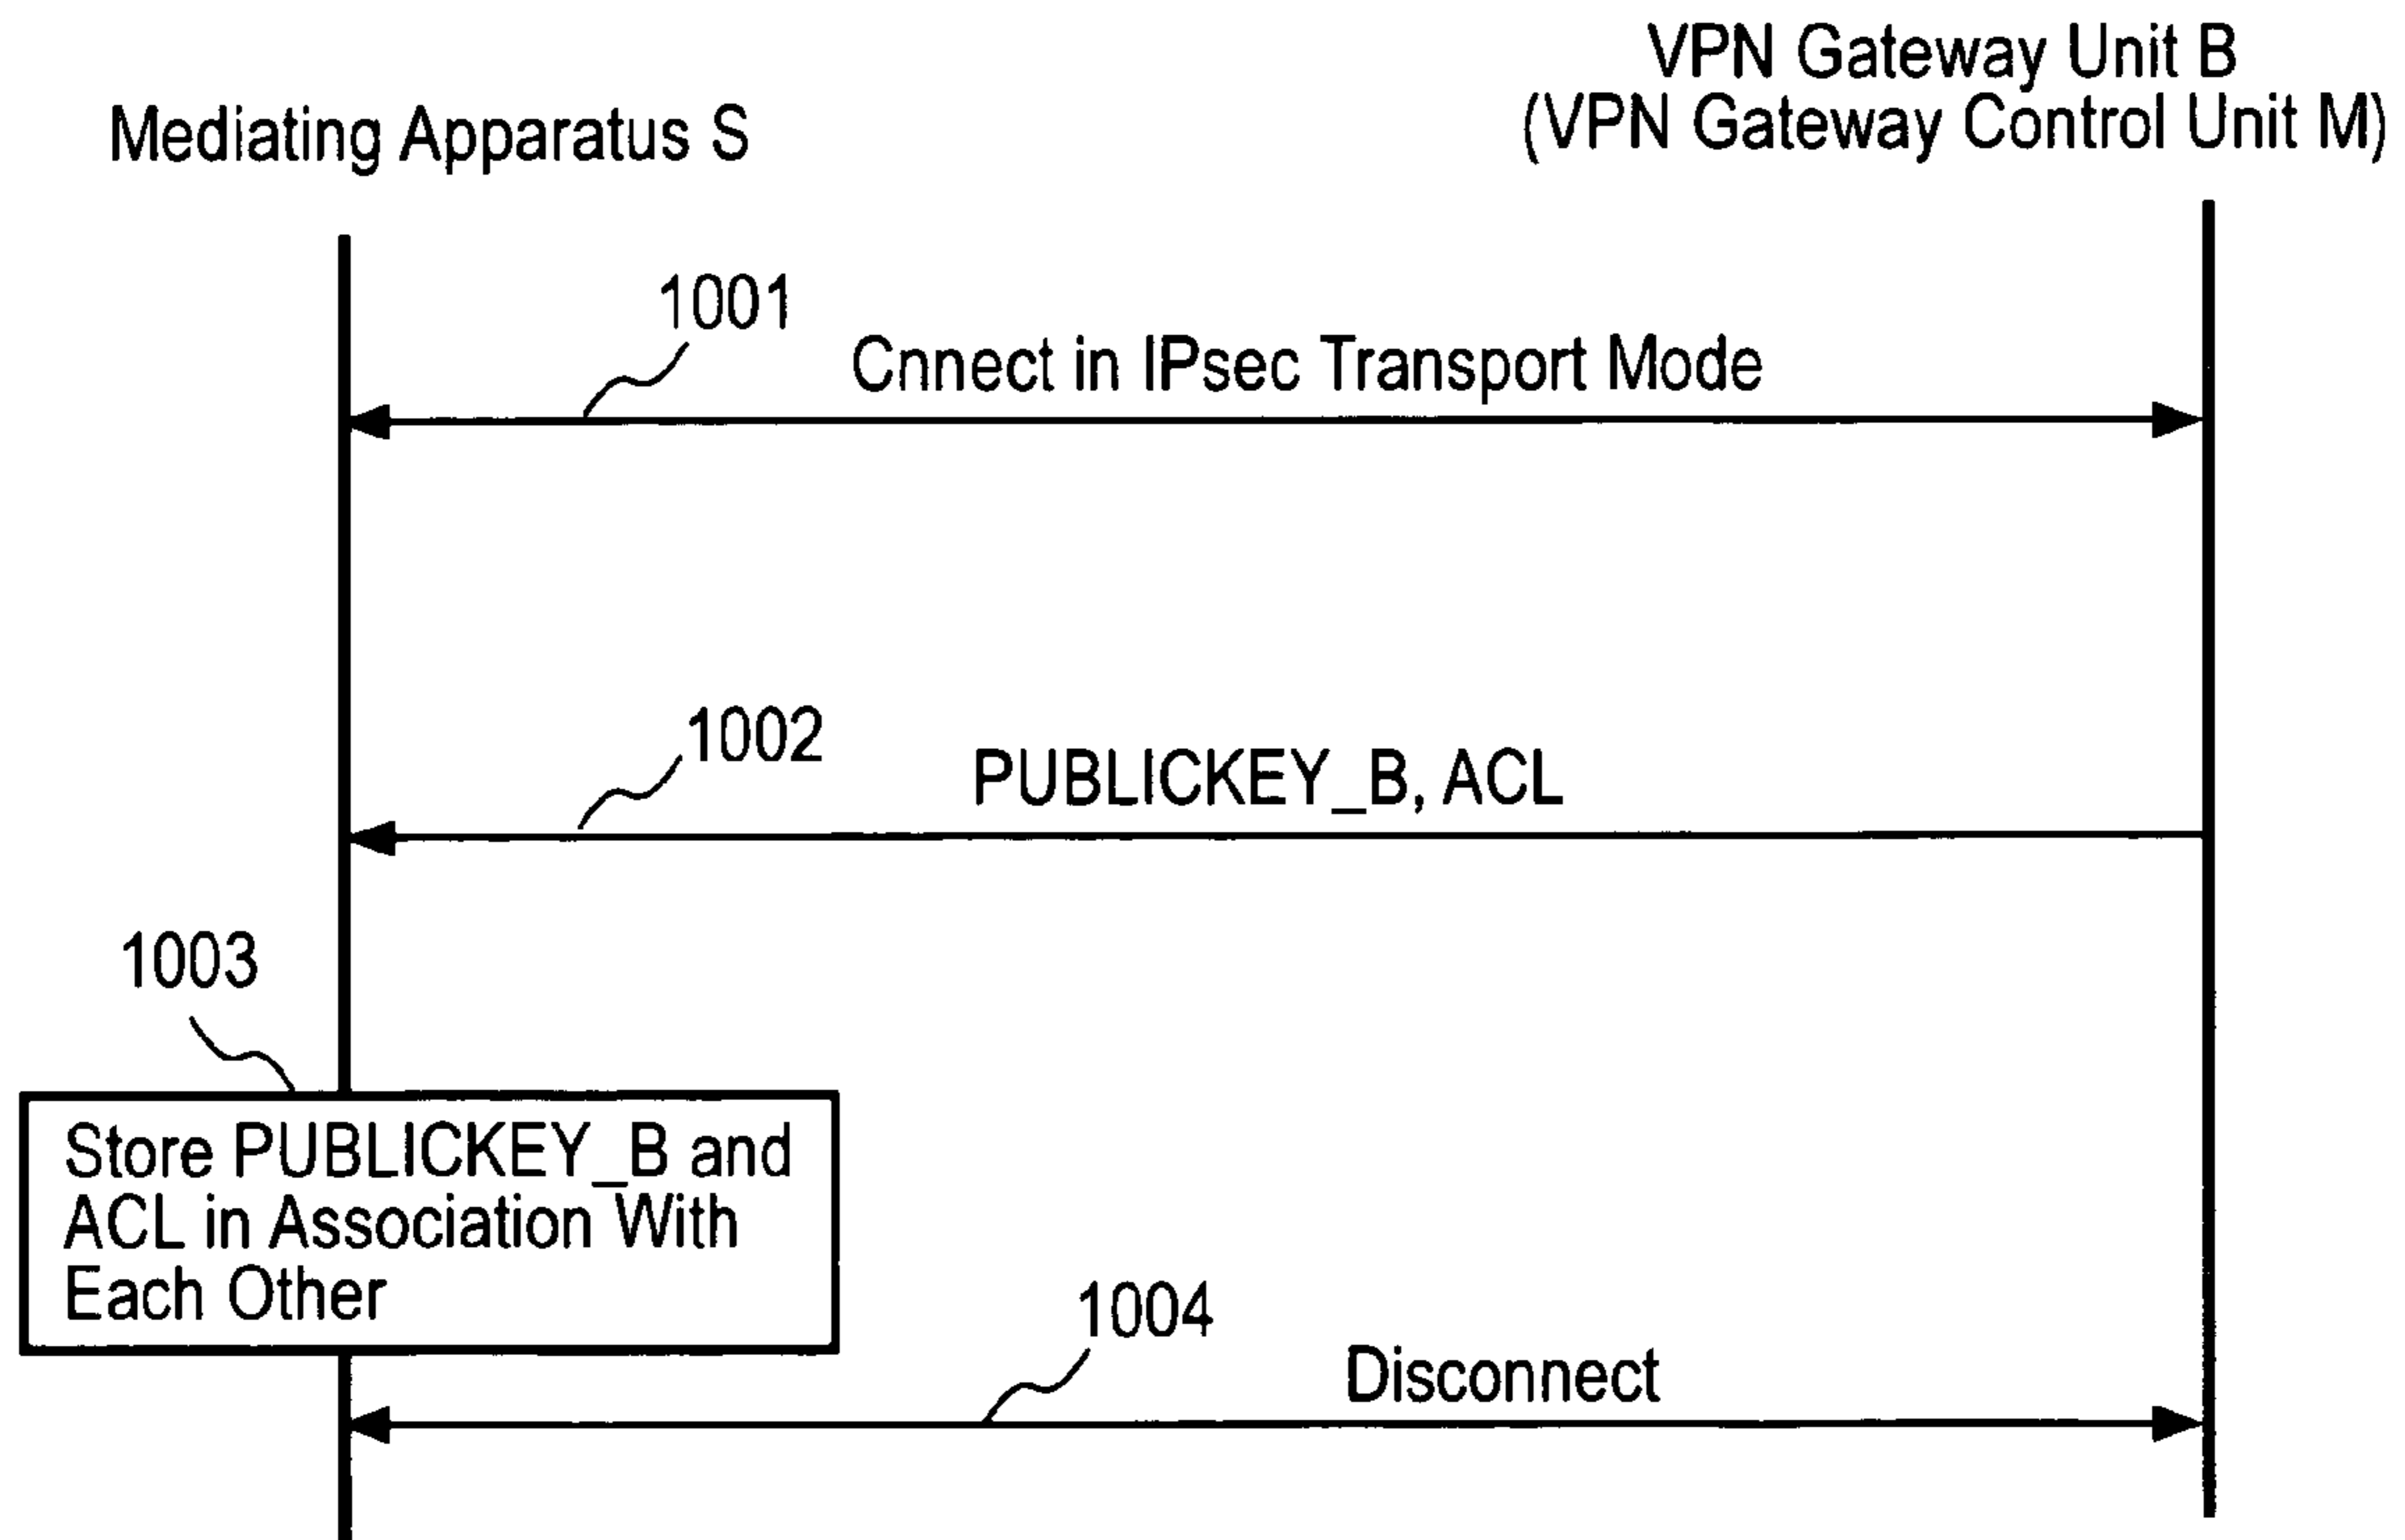 VPN Gateway Unit B
(VPN Gateway Control Unit M)
Mediating Apparatus S
1001
Cnnect in IPsec Transport Mode
1002
PUBLICKEY_B, ACL
1003
Store PUBLICKEY_B and
ACL in Association With
Each Other
1004
Disconnect